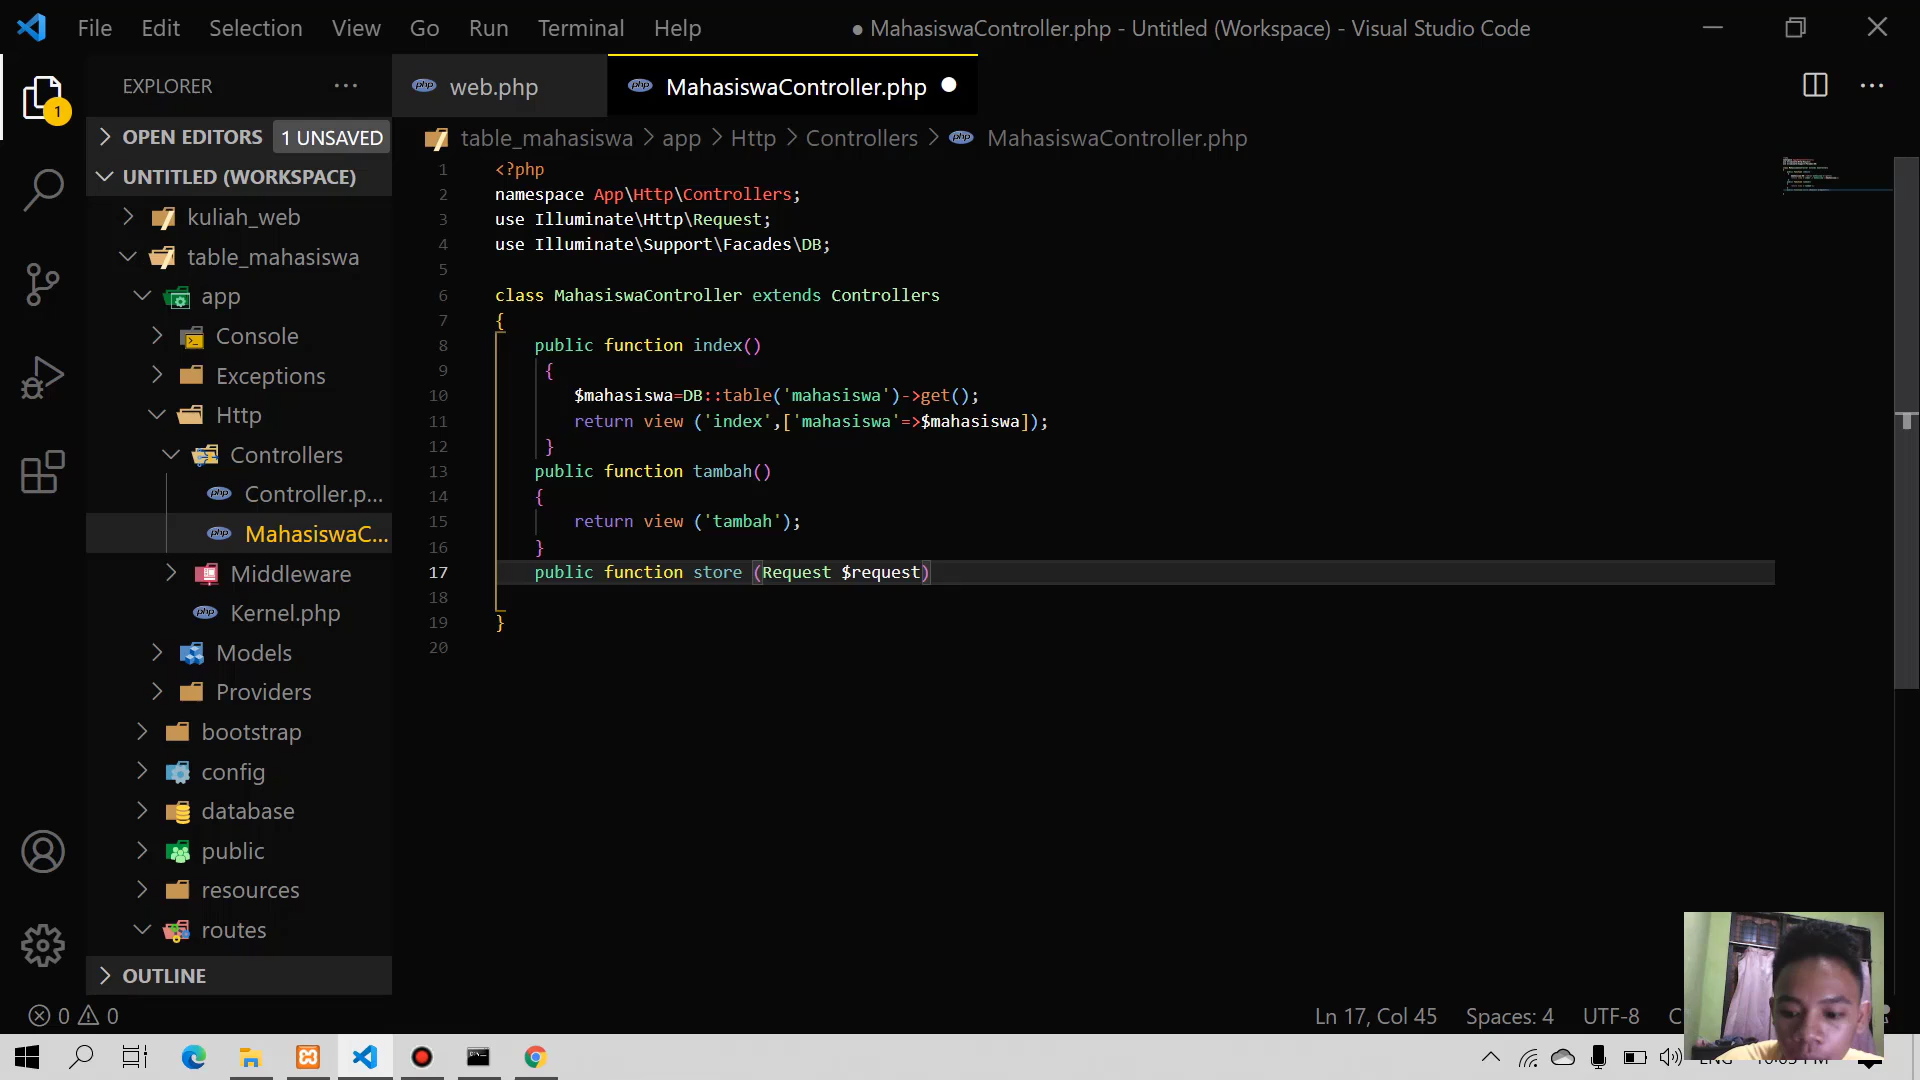 File Edit Selection View Go Run Terminal Help
● MahasiswaController.php - Untitled (Workspace) - Visual Studio Code
EXPLORER
1
OPEN EDITORS 1 UNSAVED
UNTITLED (WORKSPACE)
kuliah_web
table_mahasiswa
app
Console
Exceptions
Http
Controllers
Controller.p...
MahasiswaC...
Middleware
Kernel.php
Models
Providers
bootstrap
config
database
public
resources
routes
OUTLINE
web.php
MahasiswaController.php
table_mahasiswa > app > Http > Controllers > MahasiswaController.php
1 <?php
2 namespace App\Http\Controllers;
3 use Illuminate\Http\Request;
4 use Illuminate\Support\Facades\DB;
5
6 class MahasiswaController extends Controllers
7 {
8 public function index()
9 {
10 $mahasiswa=DB::table('mahasiswa')->get();
11 return view ('index',['mahasiswa'=>$mahasiswa]);
12 }
13 public function tambah()
14 {
15 return view ('tambah');
16 }
17 public function store (Request $request)
18
19 }
20
0 0
Ln 17, Col 45 Spaces: 4 UTF-8